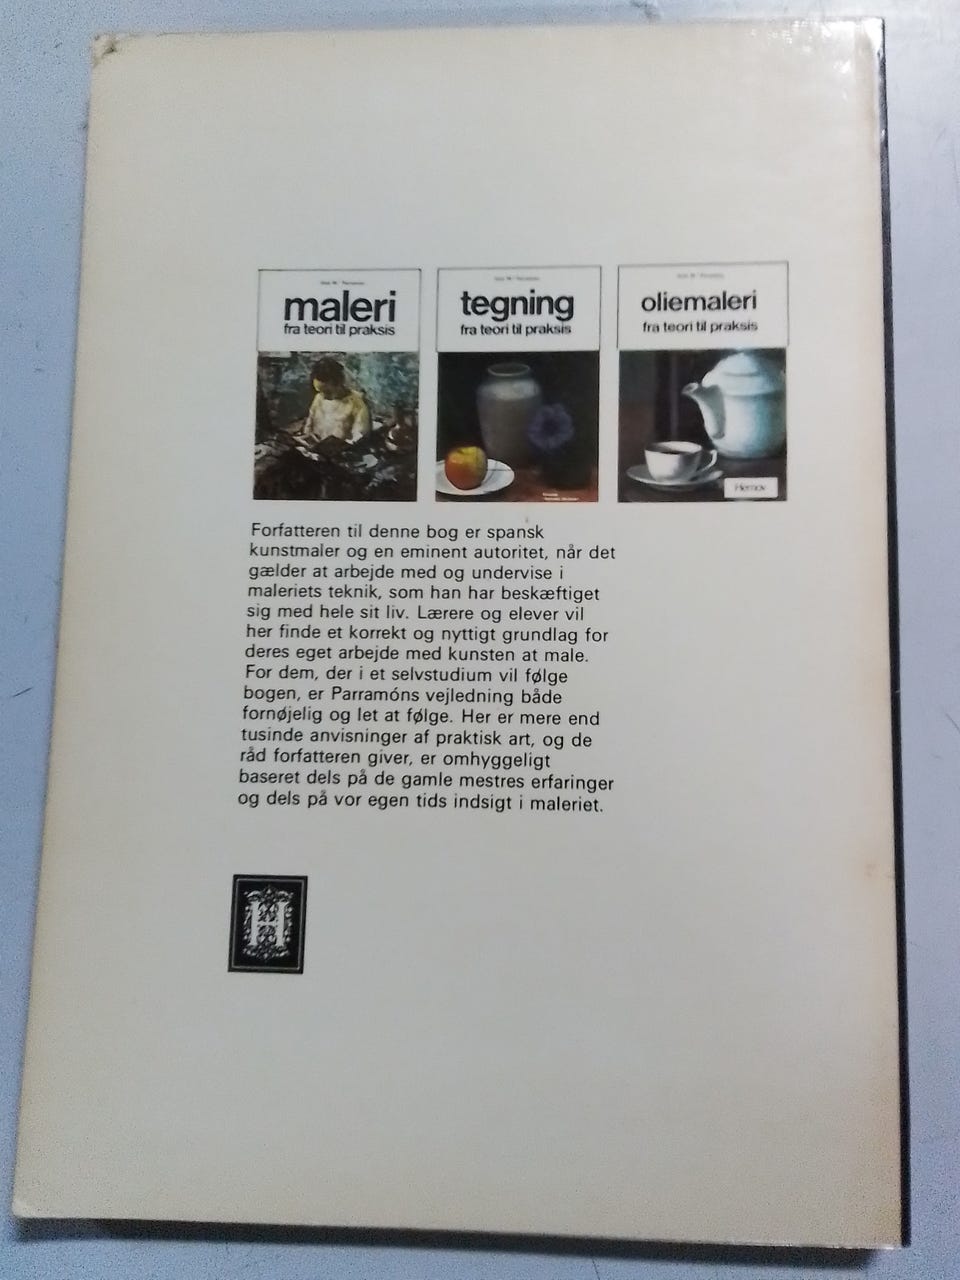 maleri
fra teori til praksis
tegning
fra teori til praksis
oliemaleri
fra teori til praksis
Hernov
Forfatteren til denne bog er spansk
kunstmaler og en eminent autoritet, når det
gælder at arbejde med og undervise i
maleriets teknik, som han har beskæftiget
sig med hele sit liv. Lærere og elever vil
her finde et korrekt og nyttigt grundlag for
deres eget arbejde med kunsten at male.
For dem, der i et selvstudium vil følge
bogen, er Parramóns vejledning både
fornøjelig og let at følge. Her er mere end
tusinde anvisninger af praktisk art, og de
råd forfatteren giver, er omhyggeligt
baseret dels på de gamle mestres erfaringer
og dels på vor egen tids indsigt i maleriet.
H